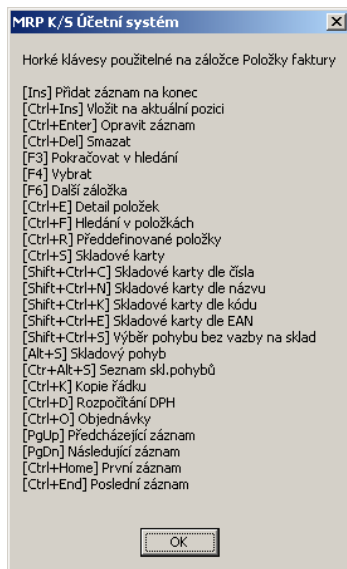 MRP K/S Účetní systém
Horké klávesy použitelné na záložce Položky faktury
[Ins] Přidat záznam na konec
[Ctrl+Ins] Vložit na aktuální pozici
[Ctrl+Enter] Opravit záznam
[Ctrl+Del] Smazat
[F3] Pokračovat v hledání
[F4] Vybrat
[F6] Další záložka
[Ctrl+E] Detail položek
[Ctrl+F] Hledání v položkách
[Ctrl+R] Předdefinované položky
[Ctrl+S] Skladové karty
[Shift+Ctrl+C] Skladové karty dle čísla
[Shift+Ctrl+N] Skladové karty dle názvu
[Shift+Ctrl+K] Skladové karty dle kódu
[Shift+Ctrl+E] Skladové karty dle EAN
[Shift+Ctrl+S] Výběr pohybu bez vazby na sklad
[Alt+S] Skladový pohyb
[Ctr+Alt+S] Seznam skl.pohybů
[Ctrl+K] Kopie řádku
[Ctrl+D] Rozpočítání DPH
[Ctrl+O] Objednávky
[PgUp] Předcházející záznam
[PgDn] Následující záznam
[Ctrl+Home] První záznam
[Ctrl+End] Poslední záznam
OK